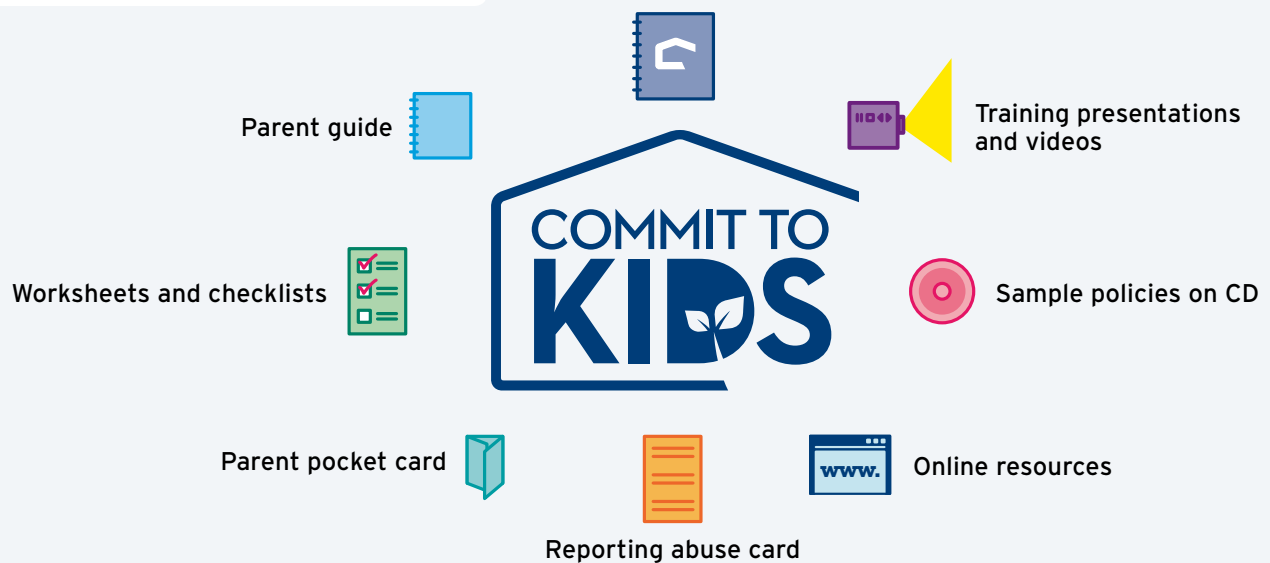 Parent guide
Training presentations
and videos
COMMIT TO
KIDS
Worksheets and checklists
Sample policies on CD
Parent pocket card
www.
Online resources
Reporting abuse card